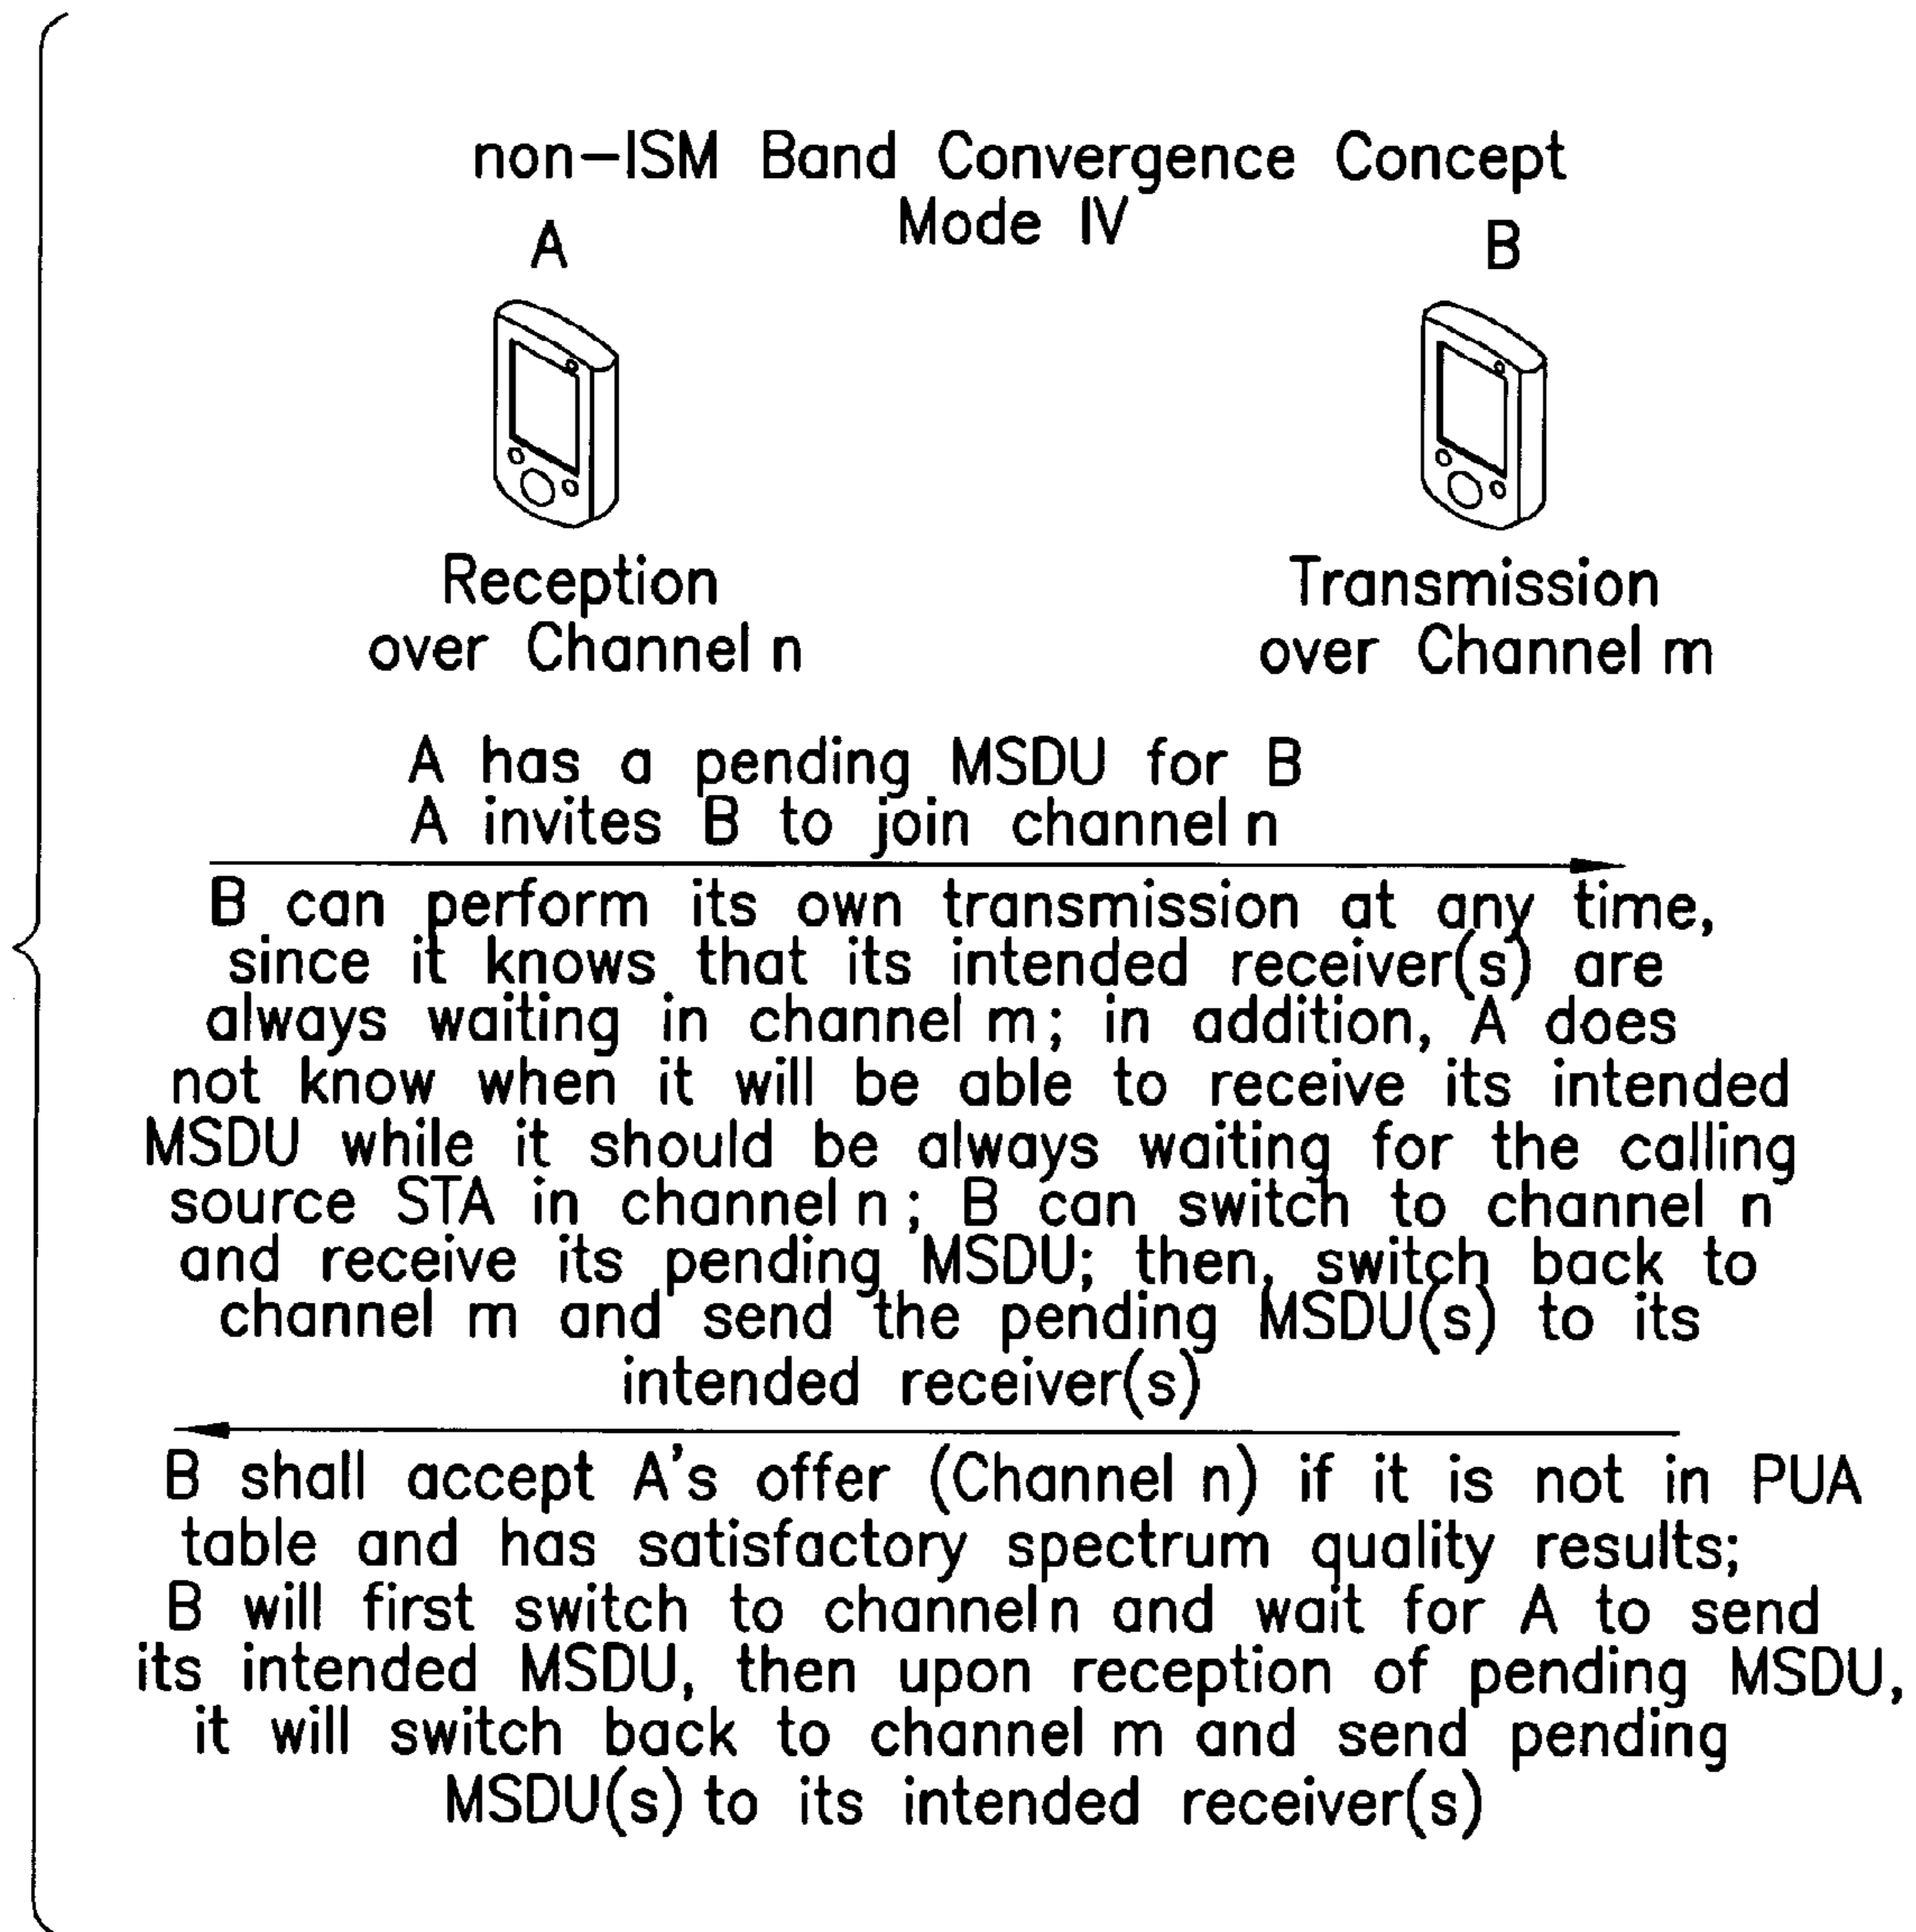 non-ISM Band Convergence Concept
Mode IV
A
B
Reception
over Channel n
Transmission
over Channel m
A has a pending MSDU for B
A invites B to join channel n
B can perform its own transmission at any time,
since it knows that its intended receiver(s) are
always waiting in channel m; in addition, A does
not know when it will be able to receive its intended
MSDU while it should be always waiting for the calling
source STA in channel n; B can switch to channel n
and receive its pending MSDU; then, switch back to
channel m and send the pending MSDU(s) to its
intended receiver(s)
B shall accept A's offer (Channel n) if it is not in PUA
table and has satisfactory spectrum quality results;
B will first switch to channel n and wait for A to send
its intended MSDU, then upon reception of pending MSDU,
it will switch back to channel m and send pending
MSDU(s) to its intended receiver(s)